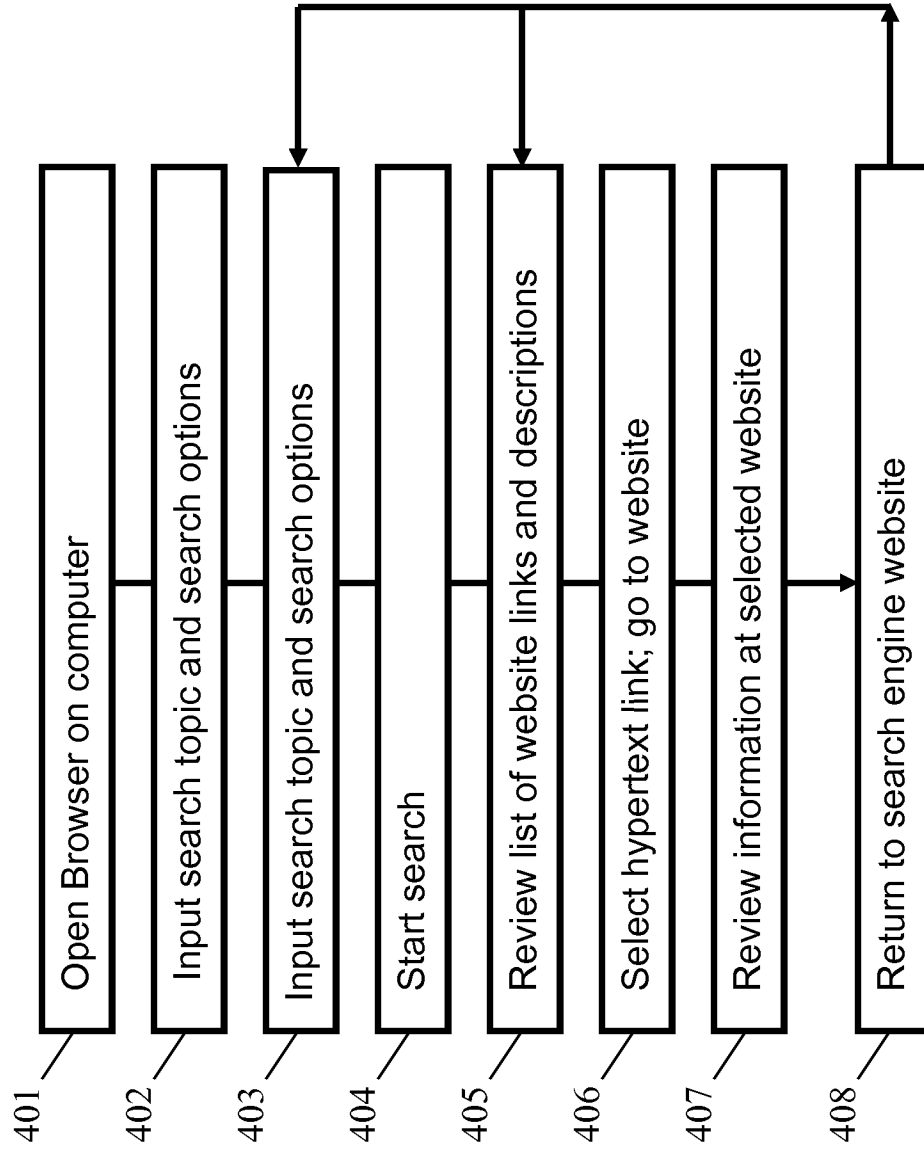 401
Open Browser on computer
402
Input search topic and search options
403
Input search topic and search options
404
Start search
405
Review list of website links and descriptions
406
Select hypertext link; go to website
407
Review information at selected website
408
Return to search engine website